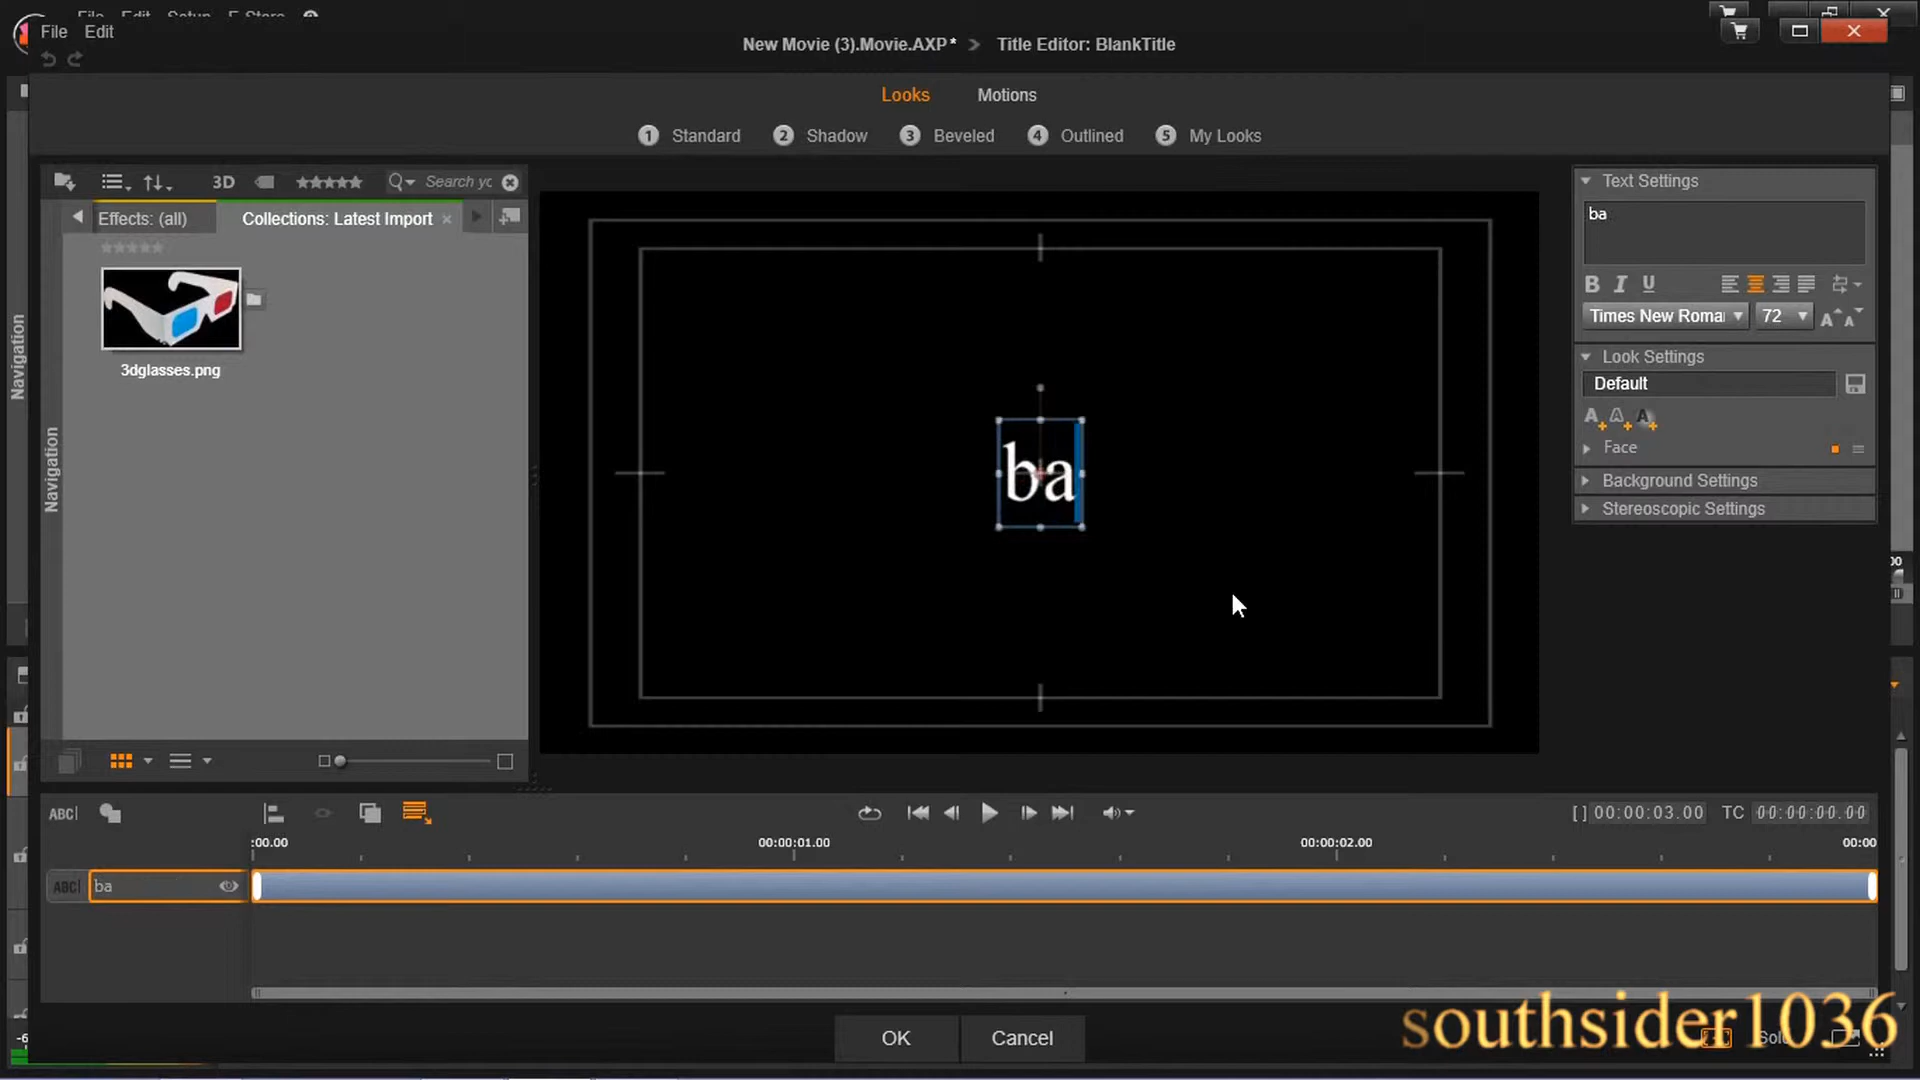 File Edit Setup E-Store
File Edit
New Movie (3).Movie.AXP* > Title Editor: BlankTitle
Looks Motions
1 Standard 2 Shadow 3 Beveled 4 Outlined 5 My Looks
3D Search yo
Effects: (all) Collections: Latest Import
3dglasses.png
Navigation
Navigation
ba
Text Settings
ba
B I U
Times New Roma 72
Look Settings
Default
Face
Background Settings
Stereoscopic Settings
ABC [] 00:00:03.00 TC 00:00:00.00
:00.00 00:00:01.00 00:00:02.00 00:00
ABC ba
OK Cancel
southsider1036